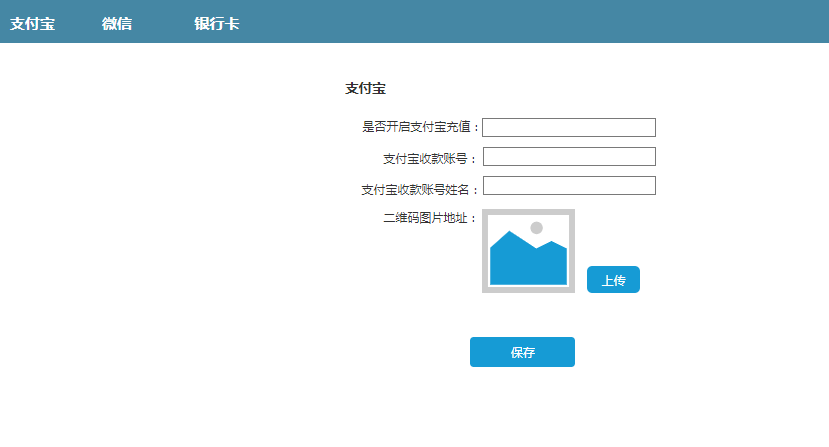 支付宝 微信 银行卡
支付宝
是否开启支付宝充值：
支付宝收款账号：
支付宝收款账号姓名：
二维码图片地址：
上传
保存